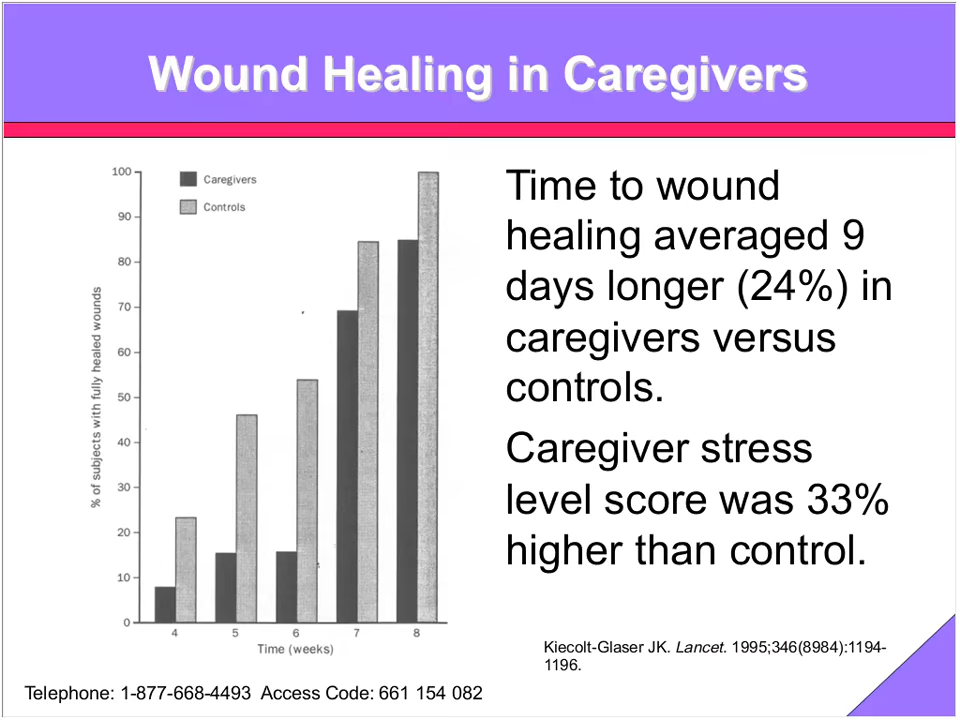 Wound Healing in Caregivers
100
90
80
70
60
50
40
30
20
10
0
% of subjects with fully healed wounds
Caregivers
Controls
4 5 6 7 8
Time (weeks)
Time to wound
healing averaged 9
days longer (24%) in
caregivers versus
controls.
Caregiver stress
level score was 33%
higher than control.
Kiecolt-Glaser JK. Lancet. 1995;346(8984):1194-
1196.
Telephone: 1-877-668-4493 Access Code: 661 154 082